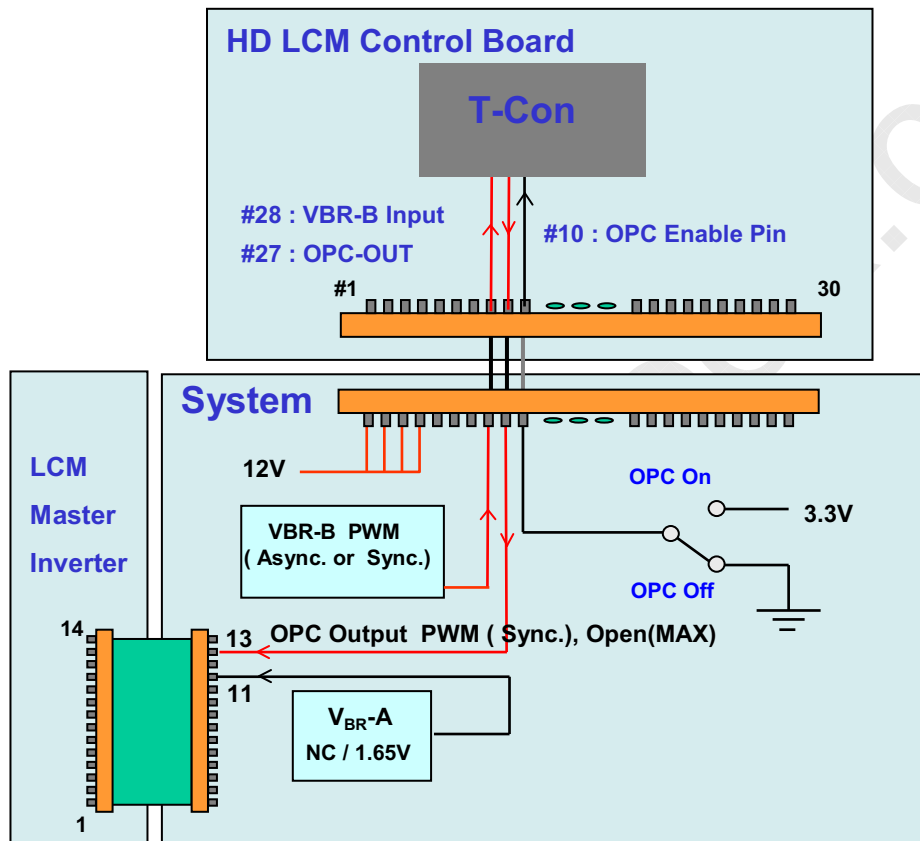 HD LCM Control Board
T-Con
#28 : VBR-B Input
#27 : OPC-OUT
#10 : OPC Enable Pin
#1
30
System
12V
LCM
Master
Inverter
VBR-B PWM
( Async. or Sync.)
OPC On
3.3V
OPC Off
14
13
OPC Output PWM ( Sync.), Open(MAX)
11
VBR-A
NC / 1.65V
1